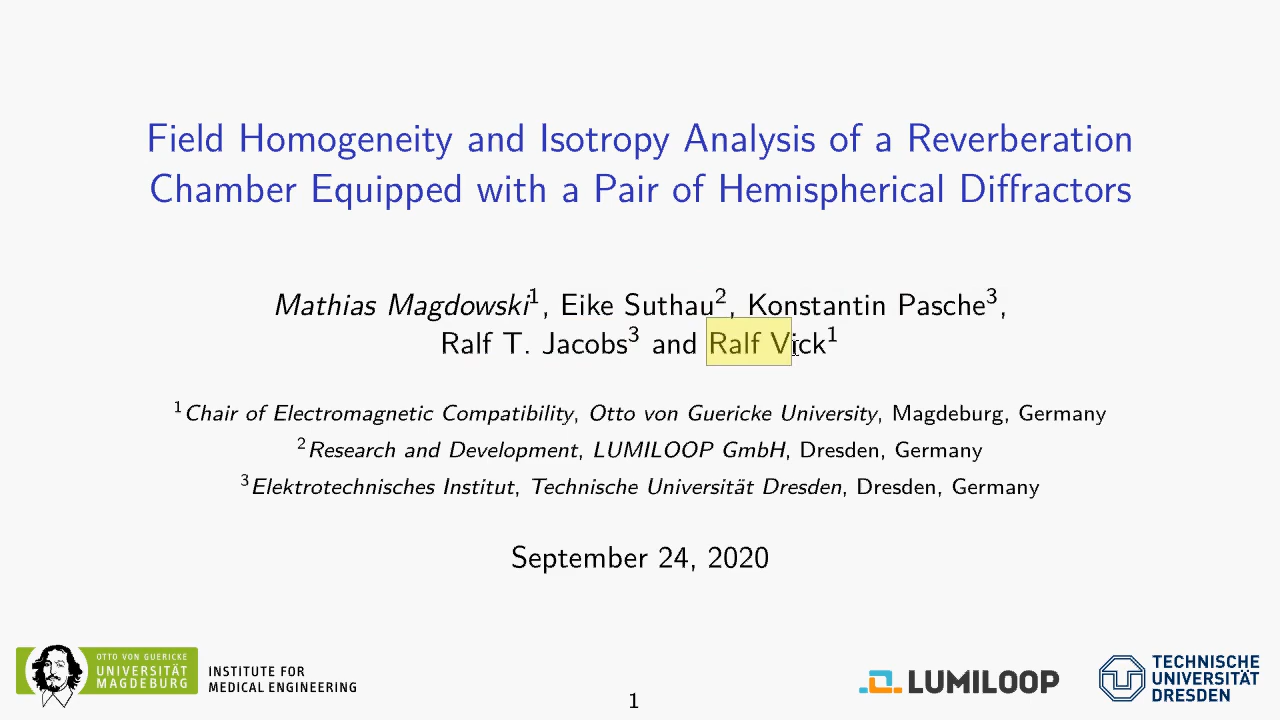 Field Homogeneity and Isotropy Analysis of a Reverberation
Chamber Equipped with a Pair of Hemispherical Diffractors
Mathias Magdowski¹, Eike Suthau², Konstantin Pasche³,
Ralf T. Jacobs³ and Ralf Vick¹
¹Chair of Electromagnetic Compatibility, Otto von Guericke University, Magdeburg, Germany
²Research and Development, LUMILOOP GmbH, Dresden, Germany
³Elektrotechnisches Institut, Technische Universität Dresden, Dresden, Germany
September 24, 2020
OTTO VON GUERICKE
UNIVERSITÄT
MAGDEBURG
INSTITUTE FOR
MEDICAL ENGINEERING
1
LUMILOOP
TECHNISCHE
UNIVERSITÄT
DRESDEN